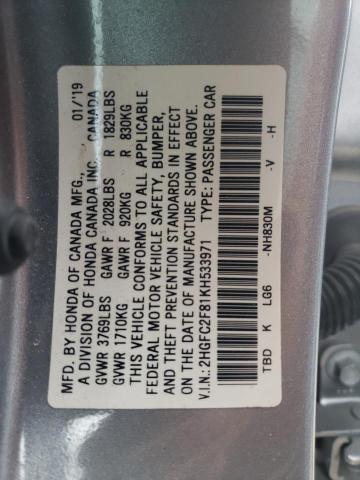 MFD. BY HONDA OF CANADA MFG., 01/'19
A DIVISION OF HONDA CANADA INC., CANADA
GVWR 3769LBS GAWR F 2028LBS R 1829LBS
GVWR 1710KG GAWR F 920KG R 830KG
THIS VEHICLE CONFORMS TO ALL APPLICABLE
FEDERAL MOTOR VEHICLE SAFETY, BUMPER,
AND THEFT PREVENTION STANDARDS IN EFFECT
ON THE DATE OF MANUFACTURE SHOWN ABOVE.
V.I.N.: 2HGFC2F81KH533971 TYPE: PASSENGER CAR
TBD K LG6 -NH830M -V -H